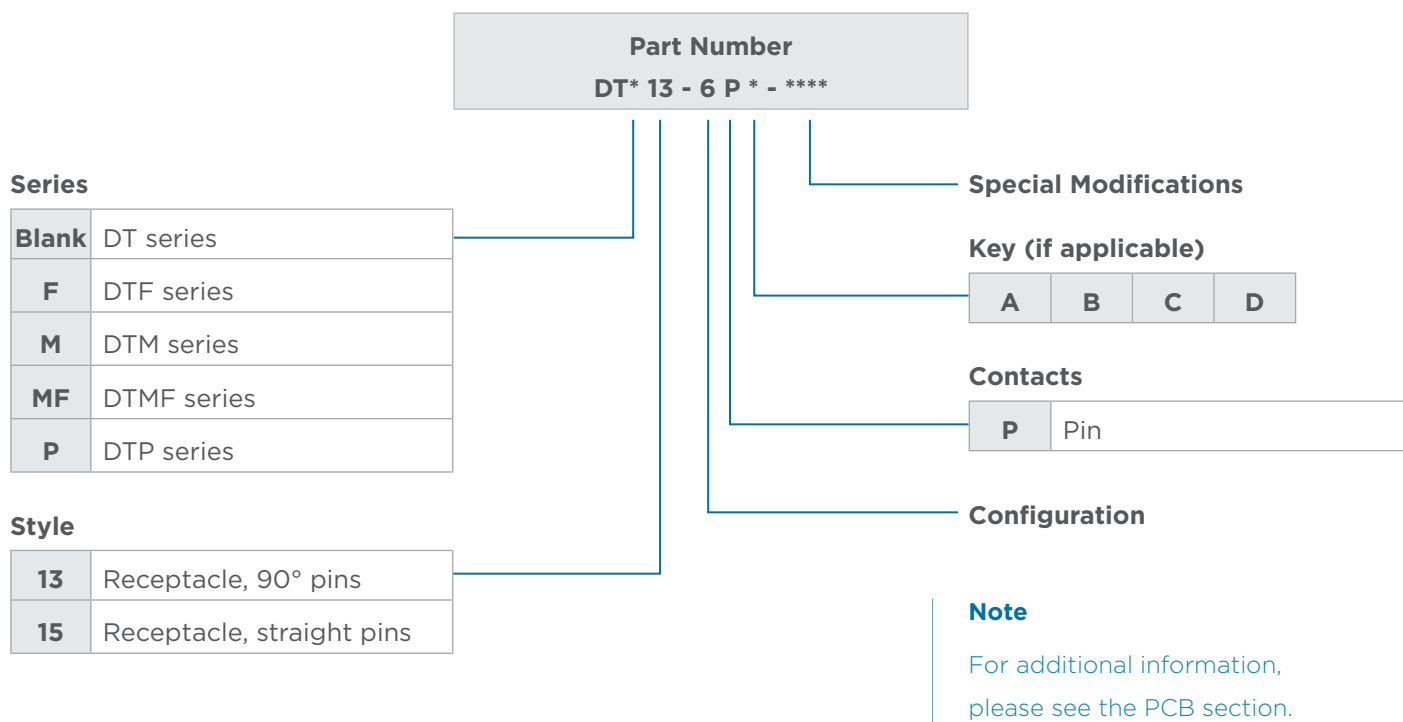 Part Number
DT* 13 - 6 P * - ****
Series
Blank DT series
F DTF series
M DTM series
MF DTMF series
P DTP series
Style
13 Receptacle, 90° pins
15 Receptacle, straight pins
Special Modifications
Key (if applicable)
A B C D
Contacts
P Pin
Configuration
Note
For additional information,
please see the PCB section.